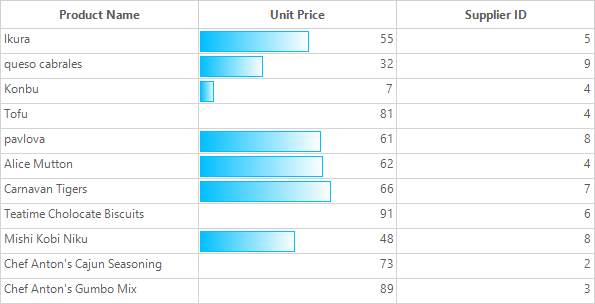 Product Name Unit Price Supplier ID
Ikura 55 5
queso cabrales 32 9
Konbu 7 4
Tofu 81 4
pavlova 61 8
Alice Mutton 62 4
Carnavan Tigers 66 7
Teatime Cholocate Biscuits 91 6
Mishi Kobi Niku 48 8
Chef Anton's Cajun Seasoning 73 2
Chef Anton's Gumbo Mix 89 3